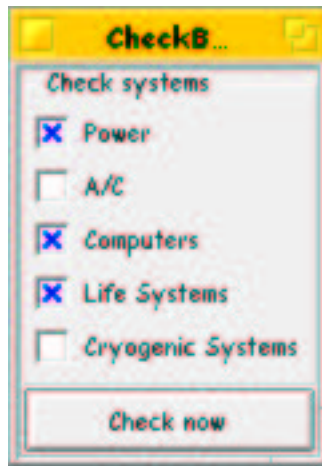 CheckB...
Check systems
Power
A/C
Computers
Life Systems
Cryogenic Systems
Check now